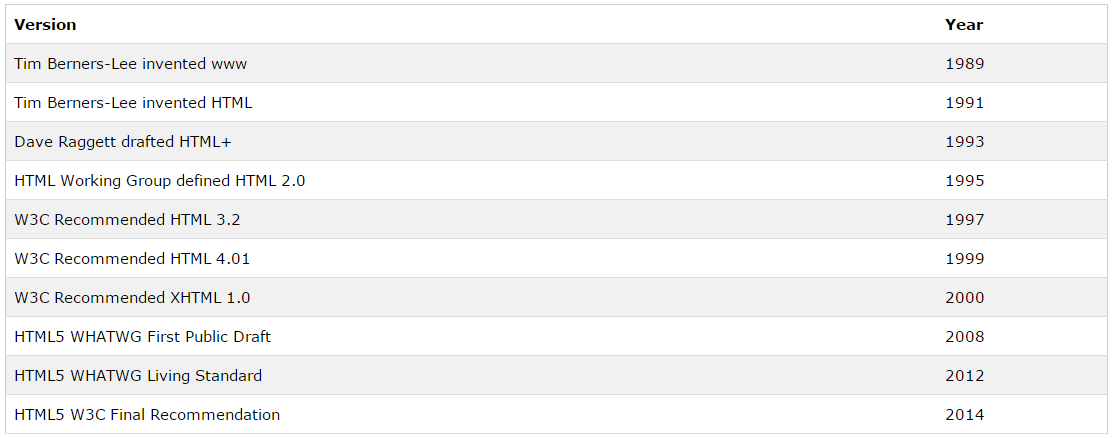 Version Year
Tim Berners-Lee invented www 1989
Tim Berners-Lee invented HTML 1991
Dave Raggett drafted HTML+ 1993
HTML Working Group defined HTML 2.0 1995
W3C Recommended HTML 3.2 1997
W3C Recommended HTML 4.01 1999
W3C Recommended XHTML 1.0 2000
HTML5 WHATWG First Public Draft 2008
HTML5 WHATWG Living Standard 2012
HTML5 W3C Final Recommendation 2014